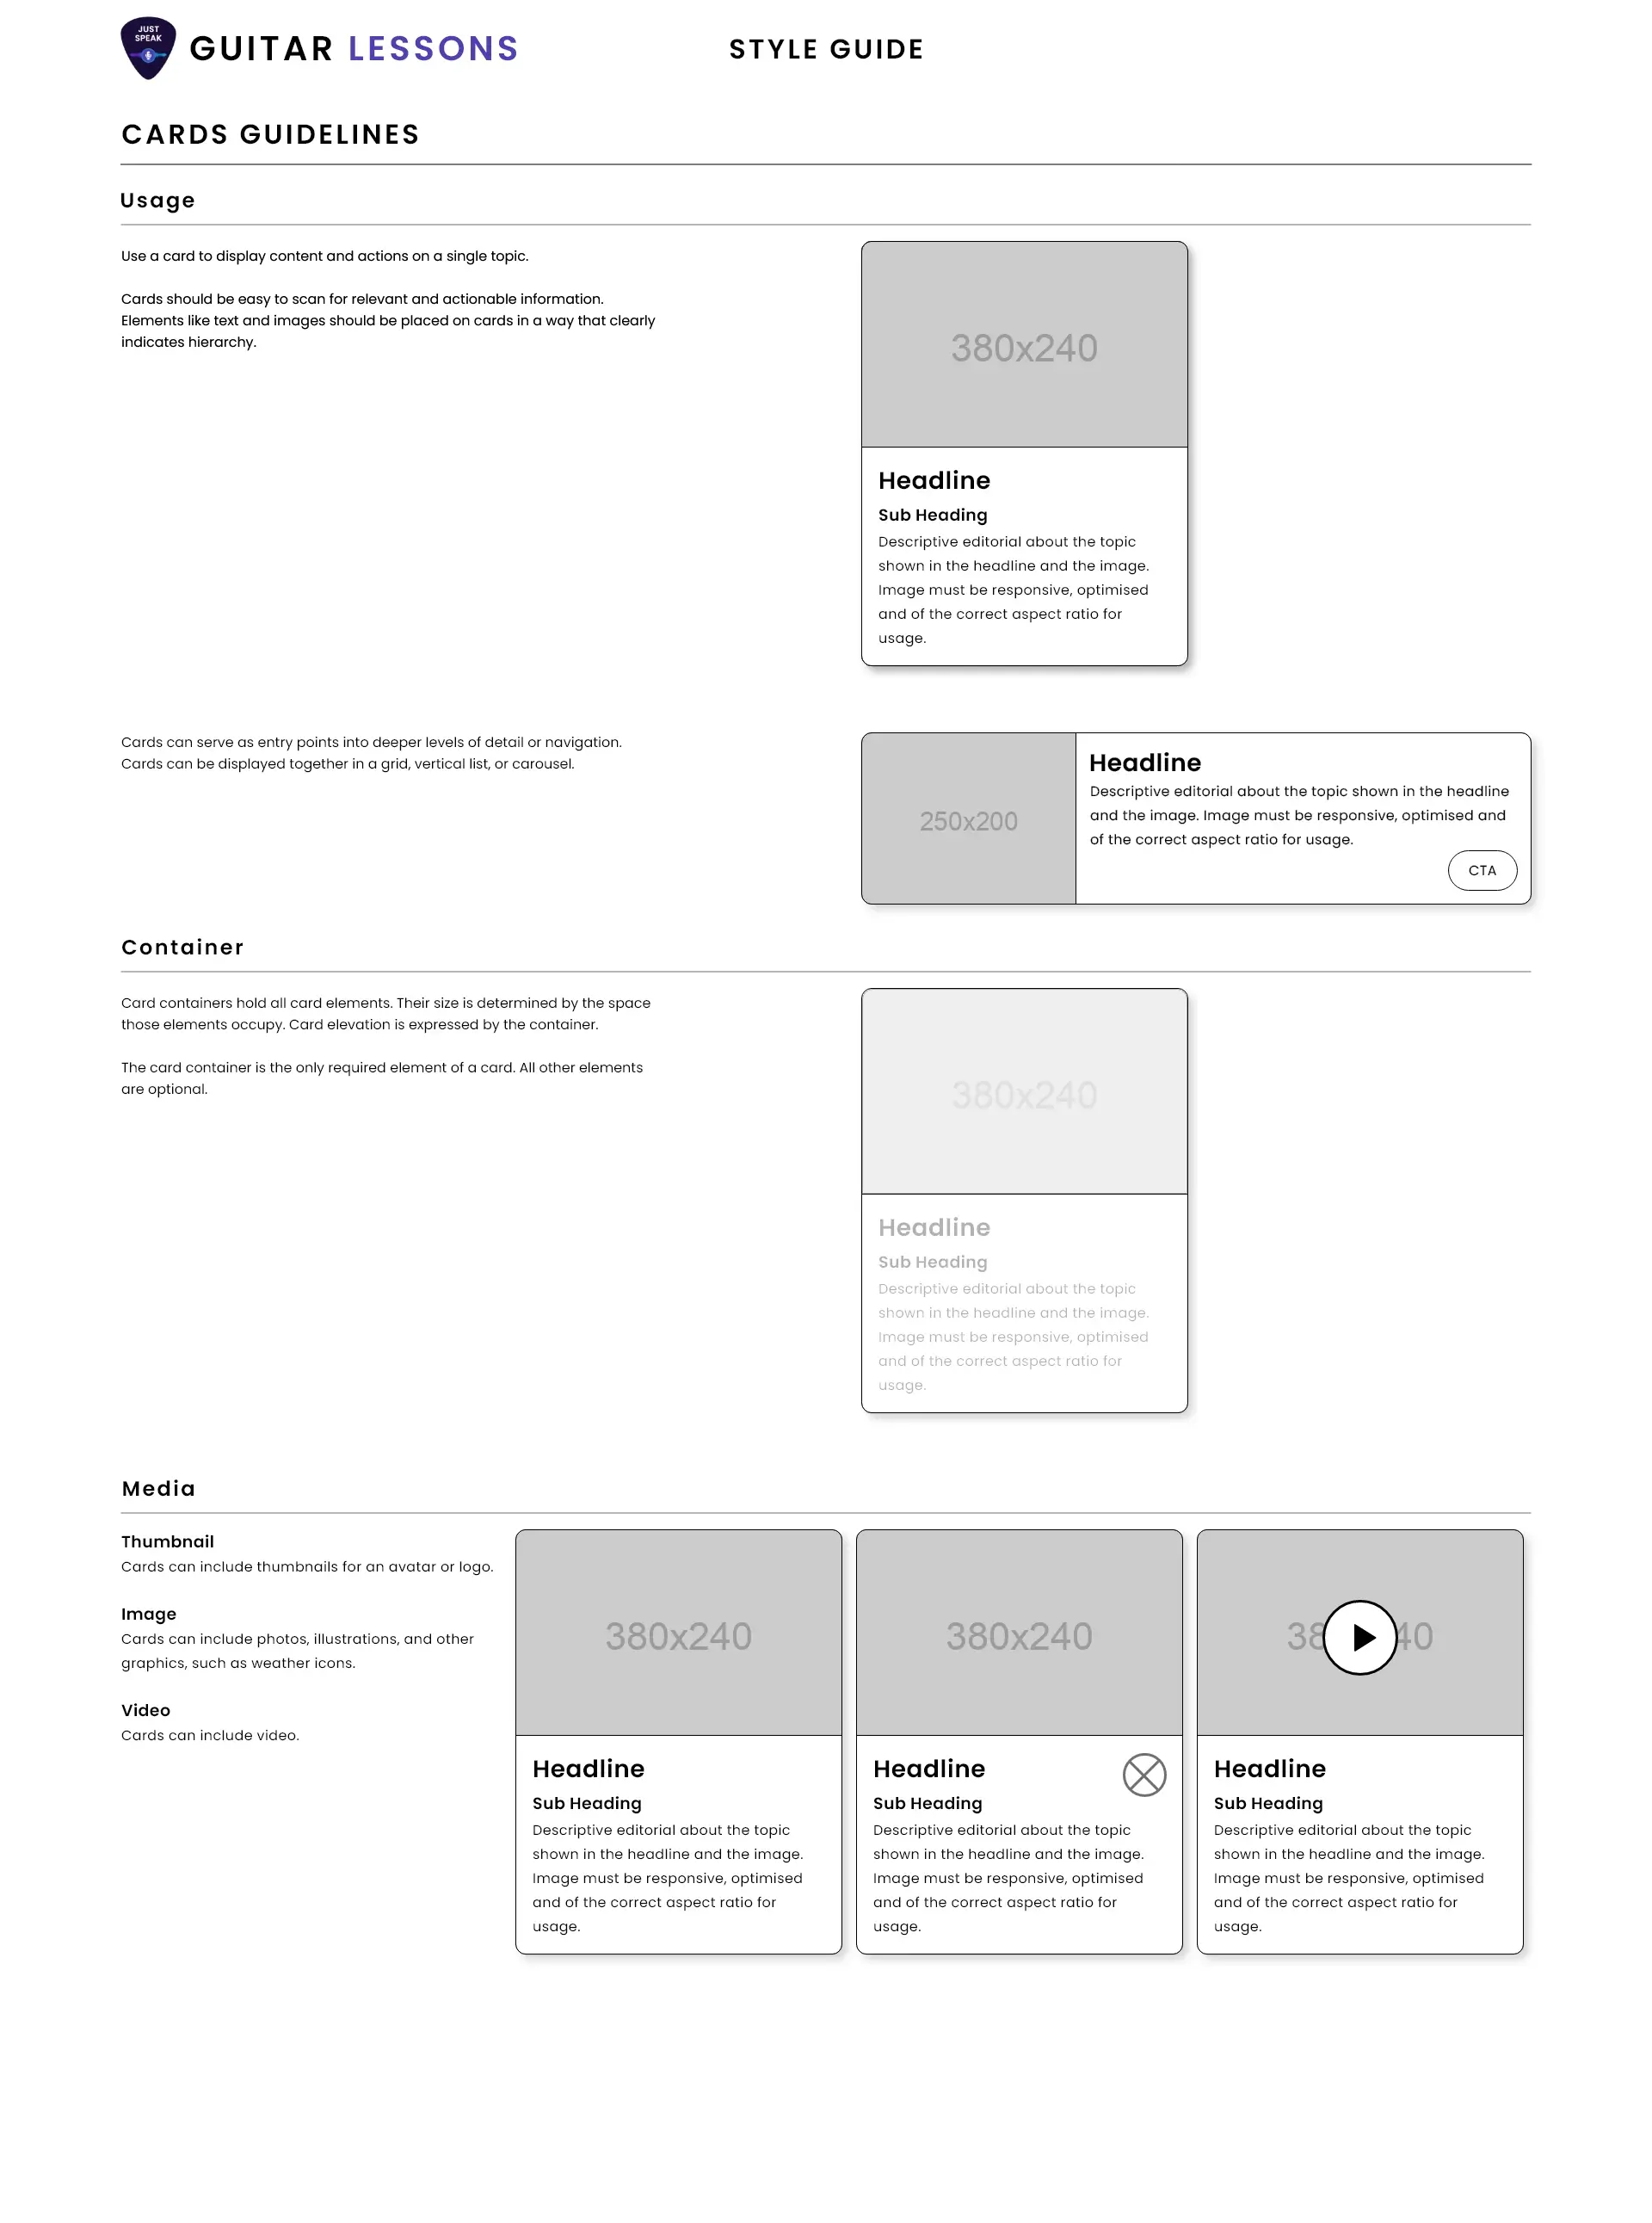 JUST
SPEAK
GUITAR LESSONS
STYLE GUIDE
CARDS GUIDELINES
Usage
Use a card to display content and actions on a single topic.
Cards should be easy to scan for relevant and actionable information.
Elements like text and images should be placed on cards in a way that clearly
indicates hierarchy.
380x240
Headline
Sub Heading
Descriptive editorial about the topic
shown in the headline and the image.
Image must be responsive, optimised
and of the correct aspect ratio for
usage.
Cards can serve as entry points into deeper levels of detail or navigation.
Cards can be displayed together in a grid, vertical list, or carousel.
250x200
Headline
Descriptive editorial about the topic shown in the headline
and the image. Image must be responsive, optimised and
of the correct aspect ratio for usage.
CTA
Container
Card containers hold all card elements. Their size is determined by the space
those elements occupy. Card elevation is expressed by the container.
The card container is the only required element of a card. All other elements
are optional.
380x240
Headline
Sub Heading
Descriptive editorial about the topic
shown in the headline and the image.
Image must be responsive, optimised
and of the correct aspect ratio for
usage.
Media
Thumbnail
Cards can include thumbnails for an avatar or logo.
Image
Cards can include photos, illustrations, and other
graphics, such as weather icons.
Video
Cards can include video.
380x240
Headline
Sub Heading
Descriptive editorial about the topic
shown in the headline and the image.
Image must be responsive, optimised
and of the correct aspect ratio for
usage.
380x240
Headline
Sub Heading
Descriptive editorial about the topic
shown in the headline and the image.
Image must be responsive, optimised
and of the correct aspect ratio for
usage.
Headline
Sub Heading
Descriptive editorial about the topic
shown in the headline and the image.
Image must be responsive, optimised
and of the correct aspect ratio for
usage.